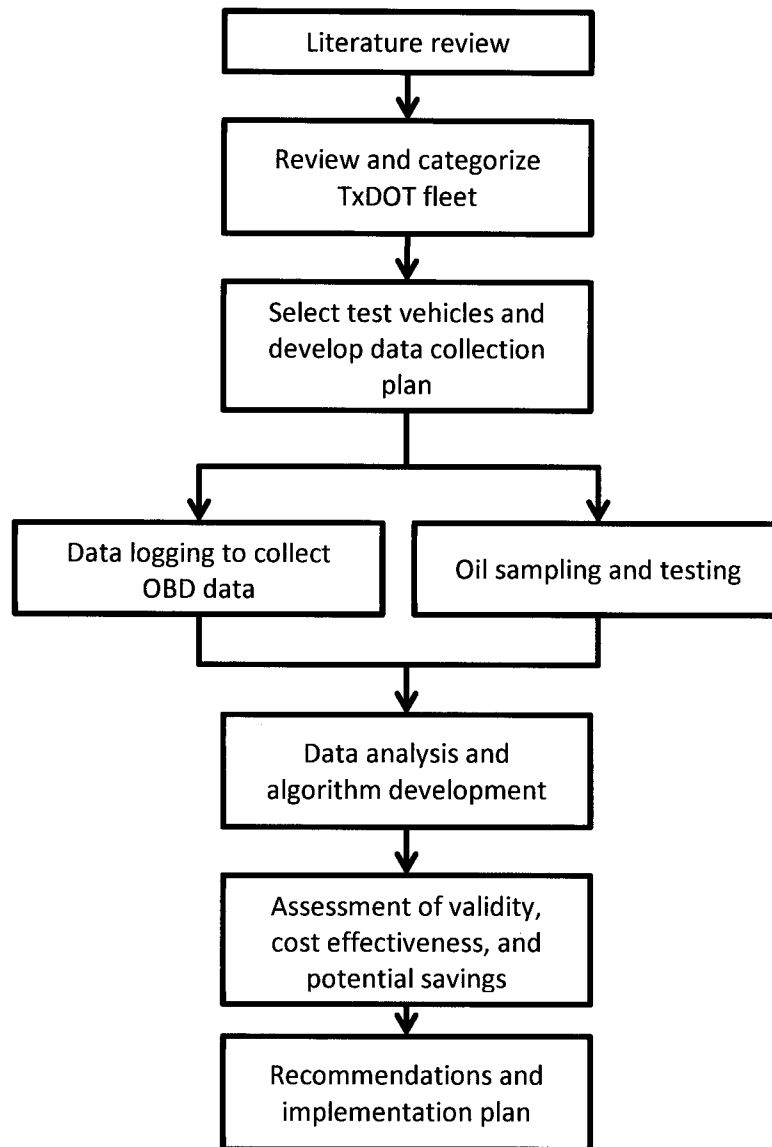 Literature review
Review and categorize
TxDOT fleet
Select test vehicles and
develop data collection
plan
Data logging to collect
OBD data
Oil sampling and testing
Data analysis and
algorithm development
Assessment of validity,
cost effectiveness, and
potential savings
Recommendations and
implementation plan